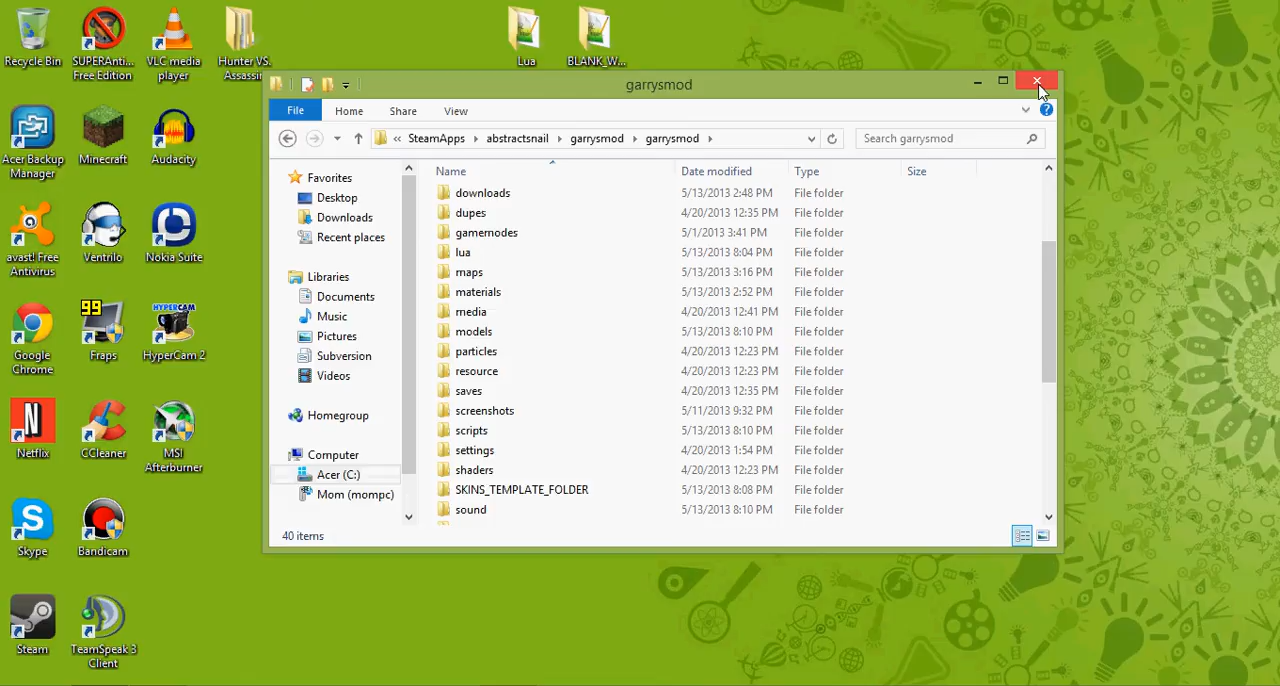 Recycle Bin
SUPERAnti...
Free Edition
VLC media
player
Hunter VS.
Assassin
Lua
BLANK_W...
Acer Backup
Manager
Minecraft
Audacity
avast! Free
Antivirus
Ventrilo
Nokia Suite
99
HYPERCAM
Google
Chrome
Fraps
HyperCam 2
N
Netflix
CCleaner
MSI
Afterburner
Skype
Bandicam
Steam
TeamSpeak 3
Client
garrysmod
File
Home
Share
View
« SteamApps
abstractsnail
garrysmod
garrysmod
Search garrysmod
Favorites
Desktop
Downloads
Recent places
Libraries
Documents
Music
Pictures
Subversion
Videos
Homegroup
Computer
Acer (C:)
Mom (mompc)
Name Date modified Type Size
downloads 5/13/2013 2:48 PM File folder
dupes 4/20/2013 12:35 PM File folder
gamemodes 5/1/2013 3:41 PM File folder
lua 5/13/2013 8:04 PM File folder
maps 5/13/2013 3:16 PM File folder
materials 5/13/2013 2:52 PM File folder
media 4/20/2013 12:41 PM File folder
models 5/13/2013 8:10 PM File folder
particles 4/20/2013 12:23 PM File folder
resource 4/20/2013 12:23 PM File folder
saves 4/20/2013 12:35 PM File folder
screenshots 5/11/2013 9:32 PM File folder
scripts 5/13/2013 8:10 PM File folder
settings 4/20/2013 1:54 PM File folder
shaders 4/20/2013 12:23 PM File folder
SKINS_TEMPLATE_FOLDER 5/13/2013 8:08 PM File folder
sound 5/13/2013 8:10 PM File folder
40 items